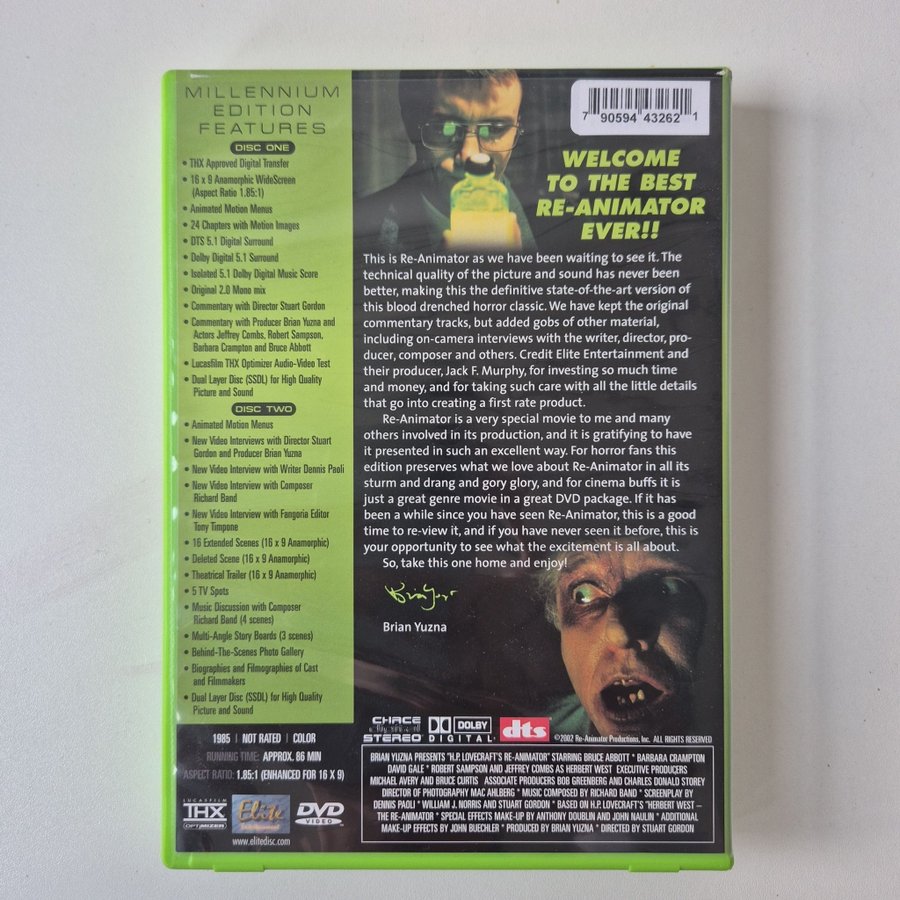 MILLENNIUM
EDITION
FEATURES
DISC ONE
• THX Approved Digital Transfer
• 16 x 9 Anamorphic WideScreen
(Aspect Ratio 1.85:1)
• Animated Motion Menus
• 24 Chapters with Motion Images
• DTS 5.1 Digital Surround
• Dolby Digital 5.1 Surround
• Isolated 5.1 Dolby Digital Music Score
• Original 2.0 Mono mix
• Commentary with Director Stuart Gordon
• Commentary with Producer Brian Yuzna and
Actors Jeffrey Combs, Robert Sampson,
Barbara Crampton and Bruce Abbott
• Lucasfilm THX Optimizer Audio-Video Test
• Dual Layer Disc (SSDL) for High Quality
Picture and Sound
DISC TWO
• Animated Motion Menus
• New Video Interviews with Director Stuart
Gordon and Producer Brian Yuzna
• New Video Interview with Writer Dennis Paoli
• New Video Interview with Composer
Richard Band
• New Video Interview with Fangoria Editor
Tony Timpone
• 16 Extended Scenes (16 x 9 Anamorphic)
• Deleted Scene (16 x 9 Anamorphic)
• Theatrical Trailer (16 x 9 Anamorphic)
• 5 TV Spots
• Music Discussion with Composer
Richard Band (4 scenes)
• Multi-Angle Story Boards (3 scenes)
• Behind-The-Scenes Photo Gallery
• Biographies and Filmographies of Cast
and Filmmakers
• Dual Layer Disc (SSDL) for High Quality
Picture and Sound
1985 | NOT RATED | COLOR
RUNNING TIME: APPROX. 86 MIN
ASPECT RATIO: 1.85:1 (ENHANCED FOR 16 X 9)
LUCASFILM
THX
OPTIMIZER
Elite
Entertainment
DVD
VIDEO
www.elitedisc.com
7 90594 43262 1
WELCOME
TO THE BEST
RE-ANIMATOR
EVER!!
This is Re-Animator as we have been waiting to see it. The
technical quality of the picture and sound has never been
better, making this the definitive state-of-the-art version of
this blood drenched horror classic. We have kept the original
commentary tracks, but added gobs of other material,
including on-camera interviews with the writer, director, pro-
ducer, composer and others. Credit Elite Entertainment and
their producer, Jack F. Murphy, for investing so much time
and money, and for taking such care with all the little details
that go into creating a first rate product.
Re-Animator is a very special movie to me and many
others involved in its production, and it is gratifying to have
it presented in such an excellent way. For horror fans this
edition preserves what we love about Re-Animator in all its
sturm and drang and gory glory, and for cinema buffs it is
just a great genre movie in a great DVD package. If it has
been a while since you have seen Re-Animator, this is a good
time to re-view it, and if you have never seen it before, this is
your opportunity to see what the excitement is all about.
So, take this one home and enjoy!
Brian Yuzna
CHACE
STEREO
DOLBY
DIGITAL
dts
©2002 Re-Animator Productions, Inc. ALL RIGHTS RESERVED
BRIAN YUZNA PRESENTS "H.P. LOVECRAFT'S RE-ANIMATOR" STARRING BRUCE ABBOTT * BARBARA CRAMPTON
DAVID GALE * ROBERT SAMPSON AND JEFFREY COMBS AS HERBERT WEST EXECUTIVE PRODUCERS
MICHAEL AVERY AND BRUCE CURTIS ASSOCIATE PRODUCERS BOB GREENBERG AND CHARLES DONALD STOREY
DIRECTOR OF PHOTOGRAPHY MAC AHLBERG * MUSIC COMPOSED BY RICHARD BAND * SCREENPLAY BY
DENNIS PAOLI * WILLIAM J. NORRIS AND STUART GORDON * BASED ON H.P. LOVECRAFT'S "HERBERT WEST –
THE RE-ANIMATOR * SPECIAL EFFECTS MAKE-UP BY ANTHONY DOUBLIN AND JOHN NAULIN * ADDITIONAL
MAKE-UP EFFECTS BY JOHN BUECHLER * PRODUCED BY BRIAN YUZNA * DIRECTED BY STUART GORDON